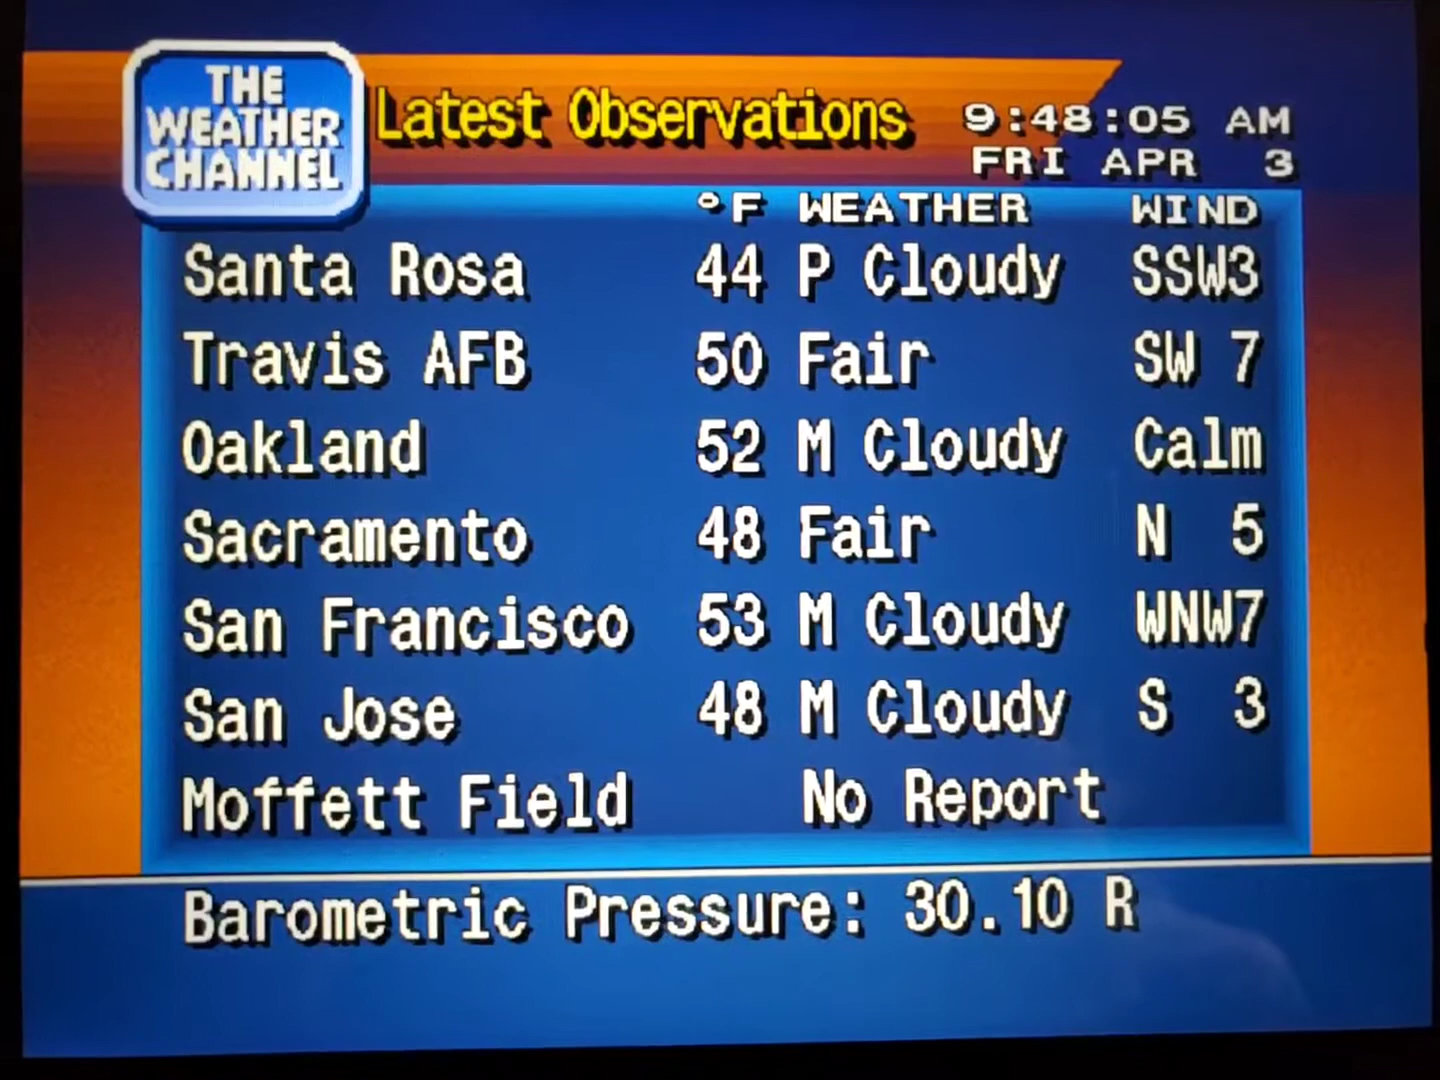 THE
WEATHER
CHANNEL
Latest Observations
9:48:05 AM
FRI APR 3
°F WEATHER WIND
Santa Rosa 44 P Cloudy SSW3
Travis AFB 50 Fair SW 7
Oakland 52 M Cloudy Calm
Sacramento 48 Fair N 5
San Francisco 53 M Cloudy WNW7
San Jose 48 M Cloudy S 3
Moffett Field No Report
Barometric Pressure: 30.10 R